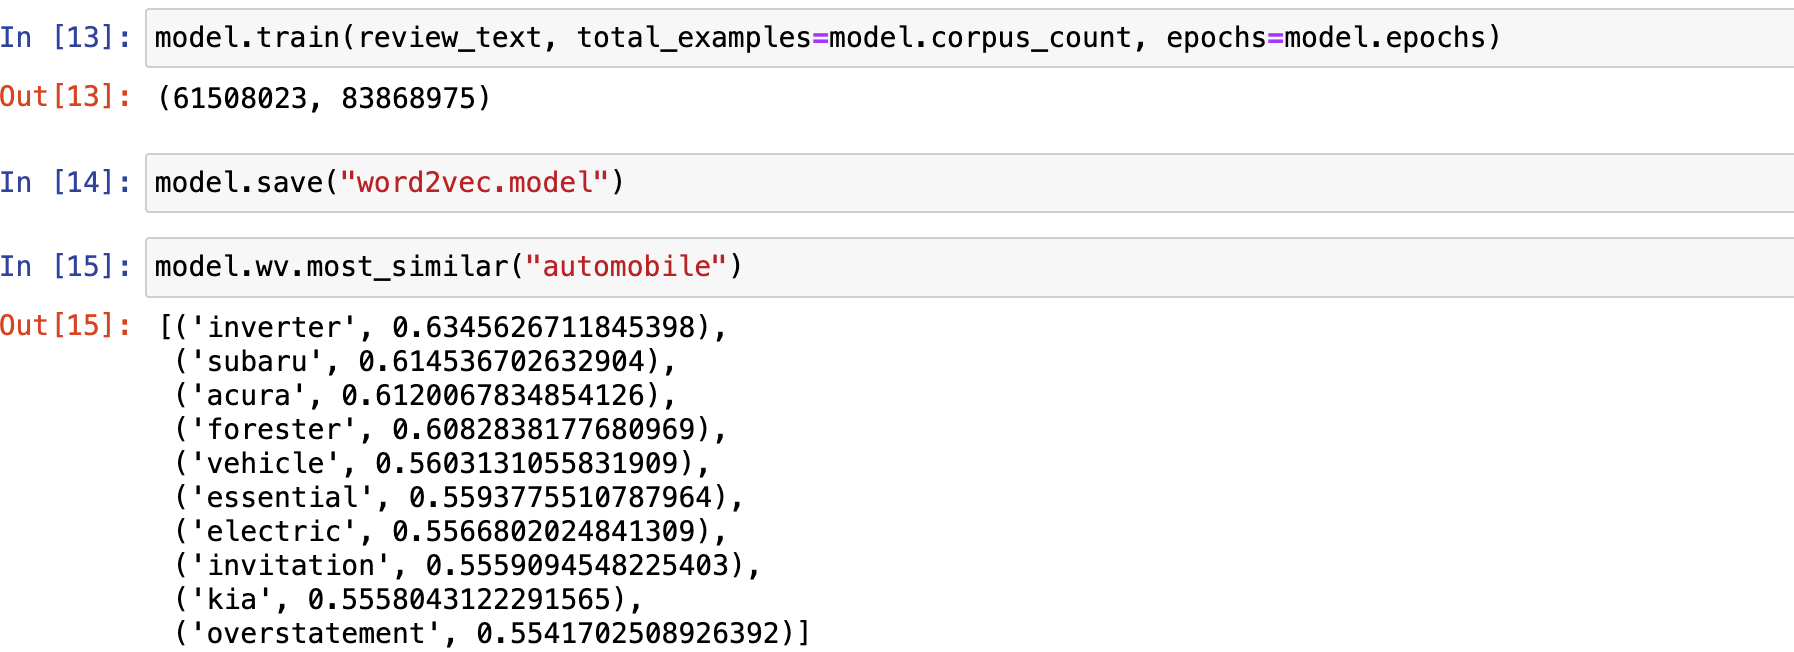 In [13]: model.train(review_text, total_examples=model.corpus_count, epochs=model.epochs)
Out[13]: (61508023, 83868975)
In [14]: model.save("word2vec.model")
In [15]: model.wv.most_similar("automobile")
Out[15]: [('inverter', 0.6345626711845398),
('subaru', 0.614536702632904),
('acura', 0.6120067834854126),
('forester', 0.6082838177680969),
('vehicle', 0.5603131055831909),
('essential', 0.5593775510787964),
('electric', 0.5566802024841309),
('invitation', 0.5559094548225403),
('kia', 0.5558043122291565),
('overstatement', 0.5541702508926392)]